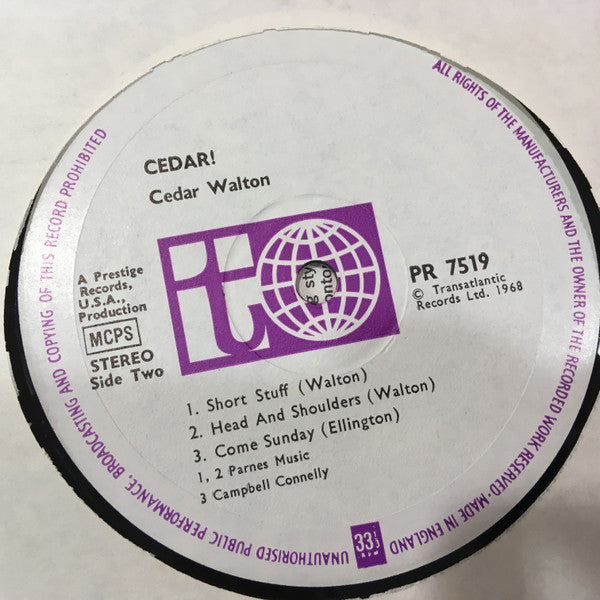 CEDAR!
Cedar Walton
A Prestige
Records,
U.S.A.,
Production
MCPS
STEREO
Side Two
it
PR 7519
© Transatlantic
Records Ltd. 1968
1. Short Stuff (Walton)
2. Head And Shoulders (Walton)
3. Come Sunday (Ellington)
1, 2 Parnes Music
3 Campbell Connelly
ALL RIGHTS OF THE MANUFACTURERS AND THE OWNER OF THE RECORDED WORK RESERVED-MADE IN ENGLAND
33⅓
RPM
UNAUTHORISED PUBLIC PERFORMANCE, BROADCASTING AND COPYING OF THIS RECORD PROHIBITED